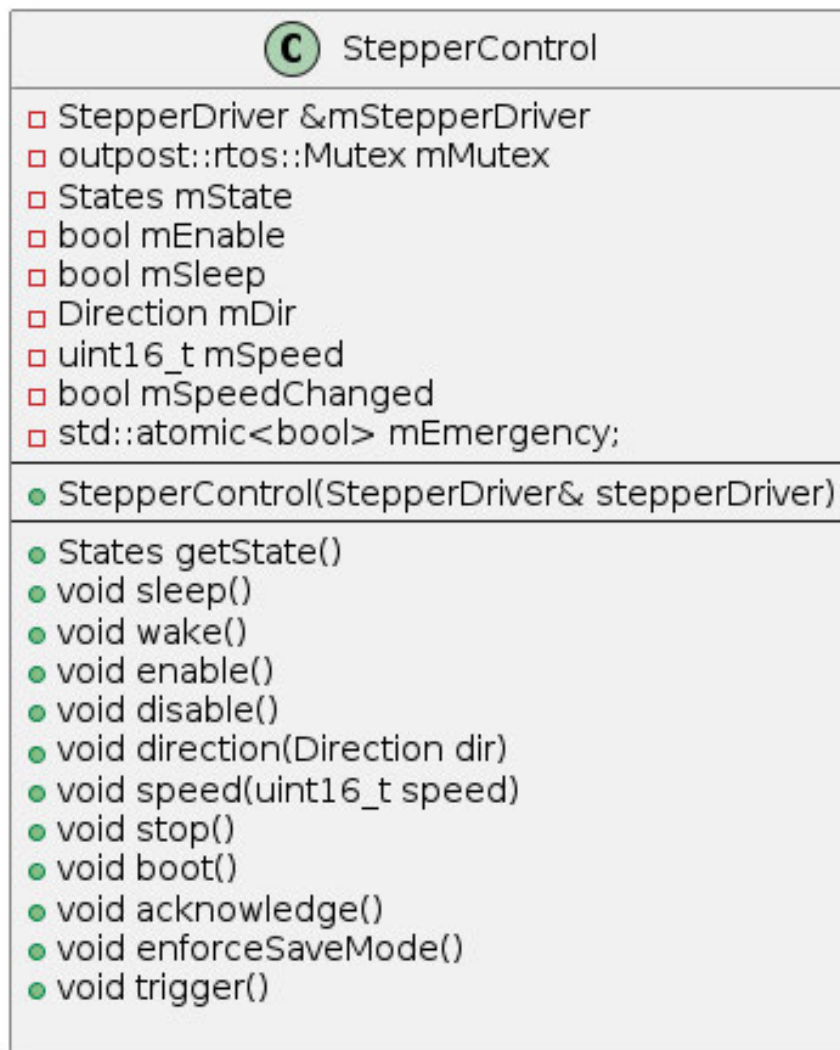 C StepperControl
StepperDriver &mStepperDriver
outpost::rtos::Mutex mMutex
States mState
bool mEnable
bool mSleep
Direction mDir
uint16_t mSpeed
bool mSpeedChanged
std::atomic<bool> mEmergency;
StepperControl(StepperDriver& stepperDriver)
States getState()
void sleep()
void wake()
void enable()
void disable()
void direction(Direction dir)
void speed(uint16_t speed)
void stop()
void boot()
void acknowledge()
void enforceSaveMode()
void trigger()